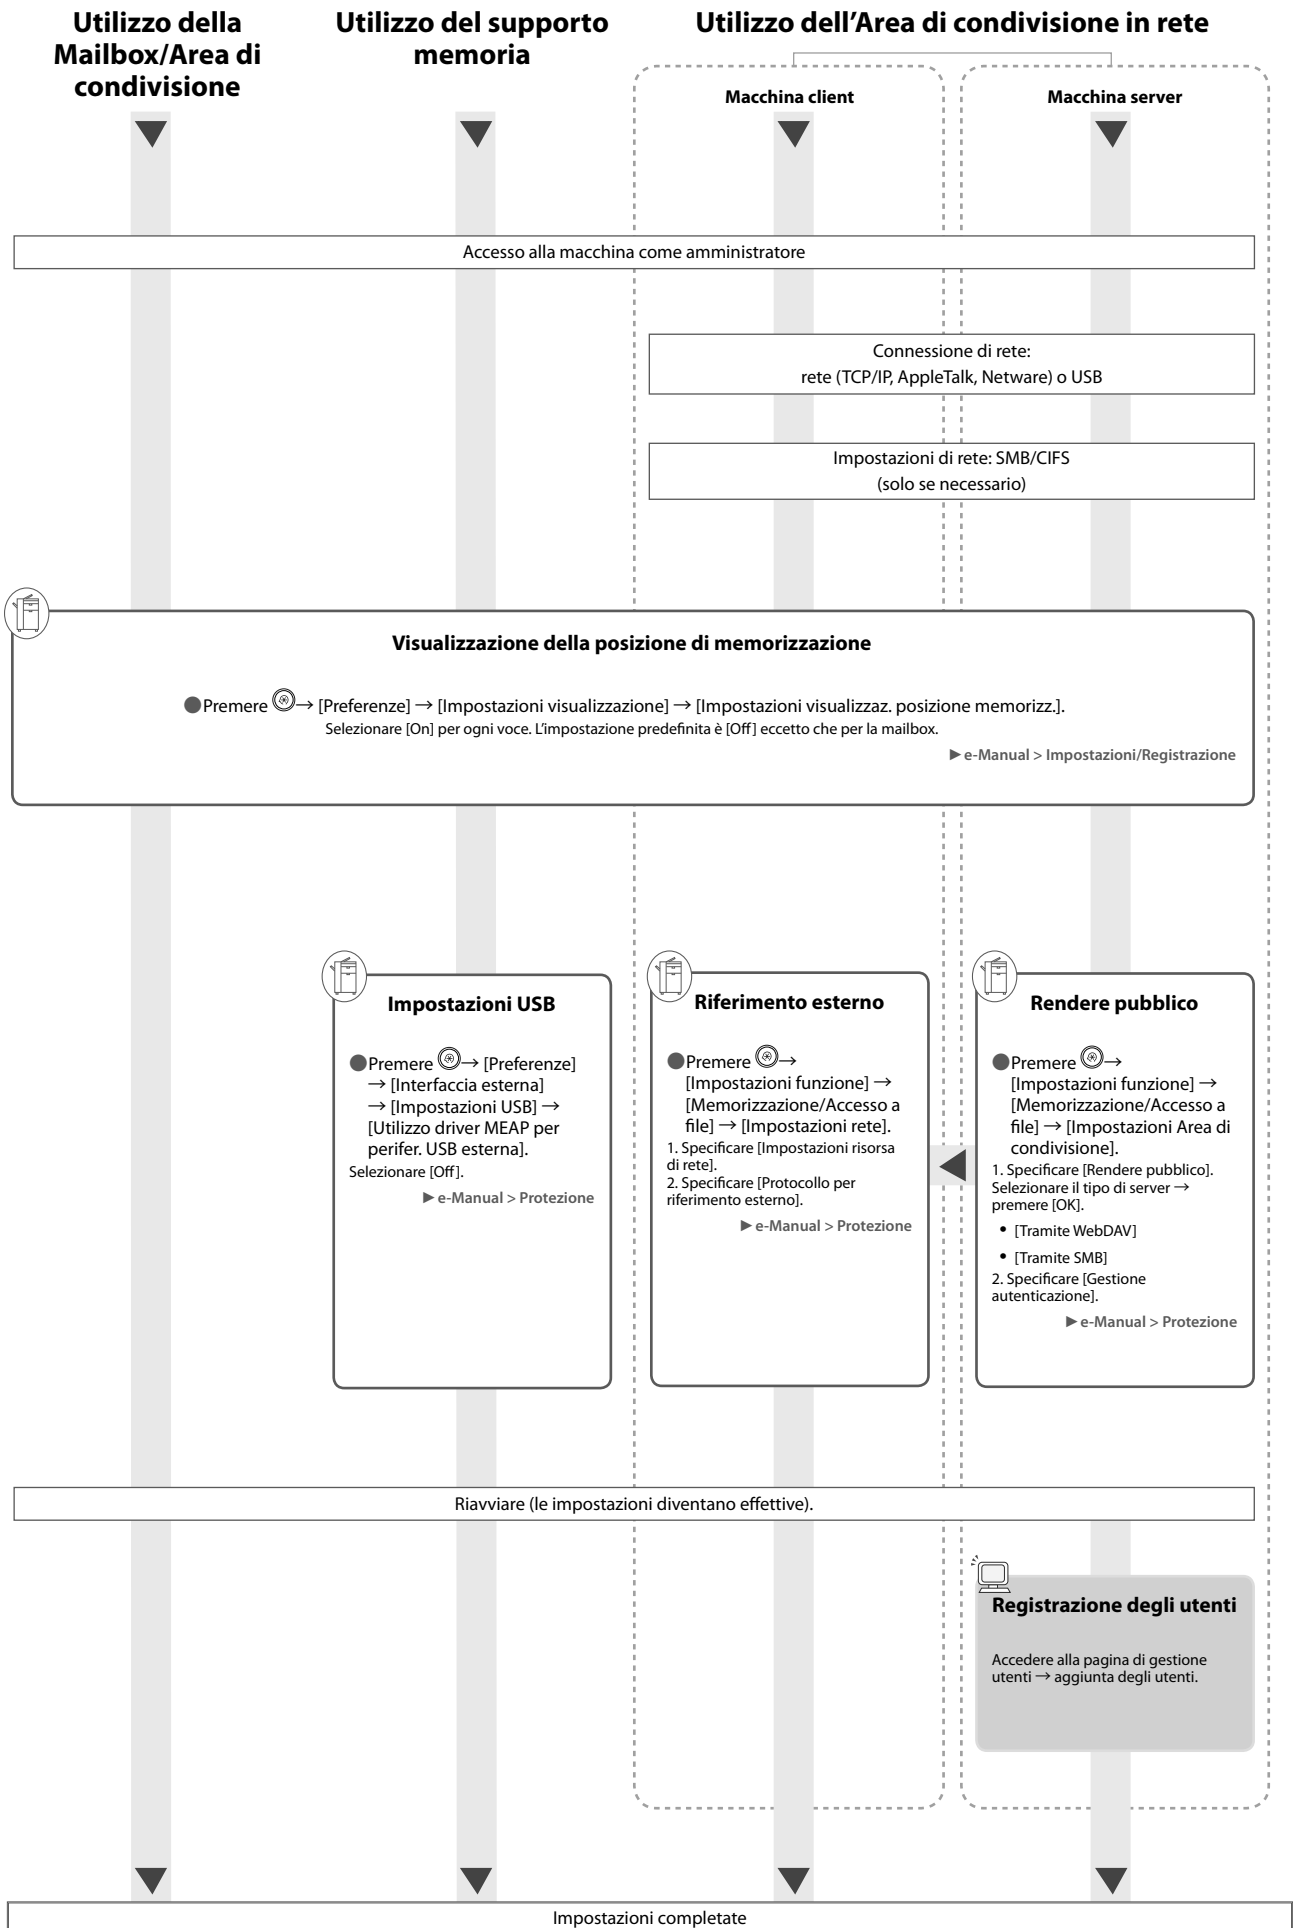 Utilizzo della
Mailbox/Area di
condivisione
Utilizzo del supporto
memoria
Utilizzo dell'Area di condivisione in rete
Macchina client
Macchina server
Accesso alla macchina come amministratore
Connessione di rete:
rete (TCP/IP, AppleTalk, Netware) o USB
Impostazioni di rete: SMB/CIFS
(solo se necessario)
Visualizzazione della posizione di memorizzazione
●Premere → [Preferenze] → [Impostazioni visualizzazione] → [Impostazioni visualizzaz. posizione memorizz.].
Selezionare [On] per ogni voce. L'impostazione predefinita è [Off] eccetto che per la mailbox.
►e-Manual > Impostazioni/Registrazione
Impostazioni USB
●Premere → [Preferenze]
→ [Interfaccia esterna]
→ [Impostazioni USB] →
[Utilizzo driver MEAP per
perifer. USB esterna].
Selezionare [Off].
►e-Manual > Protezione
Riferimento esterno
●Premere →
[Impostazioni funzione] →
[Memorizzazione/Accesso a
file] → [Impostazioni rete].
1. Specificare [Impostazioni risorsa
di rete].
2. Specificare [Protocollo per
riferimento esterno].
►e-Manual > Protezione
Rendere pubblico
●Premere →
[Impostazioni funzione] →
[Memorizzazione/Accesso a
file] → [Impostazioni Area di
condivisione].
1. Specificare [Rendere pubblico].
Selezionare il tipo di server →
premere [OK].
• [Tramite WebDAV]
• [Tramite SMB]
2. Specificare [Gestione
autenticazione].
►e-Manual > Protezione
Riavviare (le impostazioni diventano effettive).
Registrazione degli utenti
Accedere alla pagina di gestione
utenti → aggiunta degli utenti.
Impostazioni completate